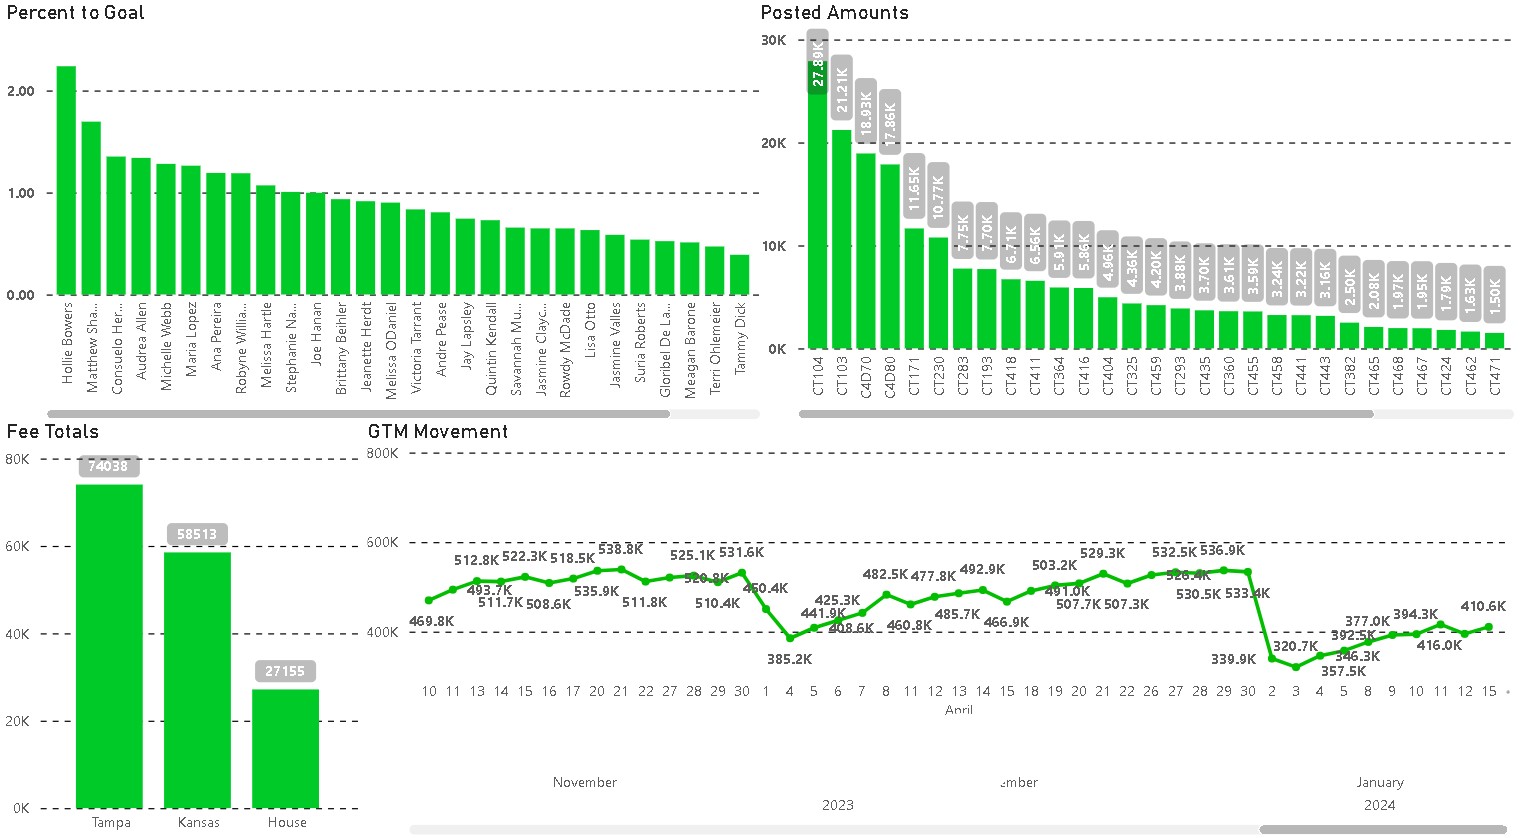 Percent to Goal
2.00
1.00
0.00
Hollie Bowers
Matthew Sha...
Consuelo Her...
Audrea Allen
Michelle Webb
Maria Lopez
Ana Pereira
Robyne Willia...
Melissa Hartle
Stephanie Na...
Joe Hanan
Brittany Beihler
Jeanette Herdt
Melissa ODaniel
Victoria Tarrant
Andre Pease
Jay Lapsley
Quintin Kendall
Savannah Mu...
Jasmine Clayc...
Rowdy McDade
Lisa Otto
Jasmine Valles
Suria Roberts
Gloribel De La...
Meagan Barone
Terri Ohlemeier
Tammy Dick
Posted Amounts
30K
20K
10K
0K
27.89K
21.21K
18.93K
17.86K
11.65K
10.77K
7.75K
7.70K
6.71K
6.56K
5.91K
5.86K
4.96K
4.36K
4.20K
3.88K
3.70K
3.61K
3.59K
3.24K
3.22K
3.16K
2.50K
2.08K
1.97K
1.95K
1.79K
1.63K
1.50K
CT104
CT103
C4D70
C4D80
CT171
CT230
CT283
CT193
CT418
CT411
CT364
CT416
CT404
CT325
CT459
CT293
CT435
CT360
CT455
CT458
CT441
CT443
CT382
CT465
CT468
CT467
CT424
CT462
CT471
Fee Totals
80K
60K
40K
20K
0K
74038
58513
27155
Tampa Kansas House
GTM Movement
800K
600K
400K
469.8K
512.8K
493.7K
511.7K
522.3K
508.6K
518.5K
535.9K
538.8K
511.8K
525.1K
520.8K
510.4K
531.6K
450.4K
385.2K
441.9K
425.3K
408.6K
482.5K
460.8K
477.8K
485.7K
492.9K
466.9K
503.2K
491.0K
507.7K
529.3K
507.3K
532.5K
526.4K
530.5K
536.9K
533.4K
339.9K
320.7K
357.5K
346.3K
392.5K
377.0K
394.3K
416.0K
410.6K
10 11 13 14 15 16 17 20 21 22 27 28 29 30 1 4 5 6 7 8 11 12 13 14 15 18 19 20 21 22 26 27 28 29 30 2 3 4 5 8 9 10 11 12 15
April
November ember January
2023 2024